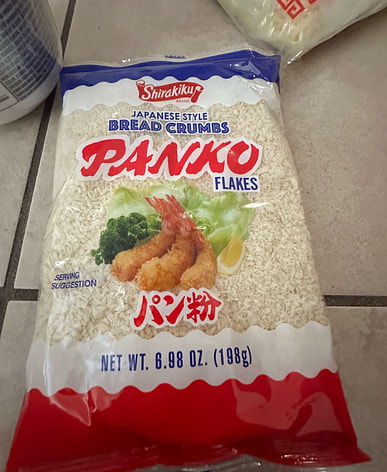 Shirakiku
BRAND
JAPANESE STYLE
BREAD CRUMBS
PANKO
FLAKES
SERVING
SUGGESTION
パン粉
NET WT. 6.98 OZ. (198g)